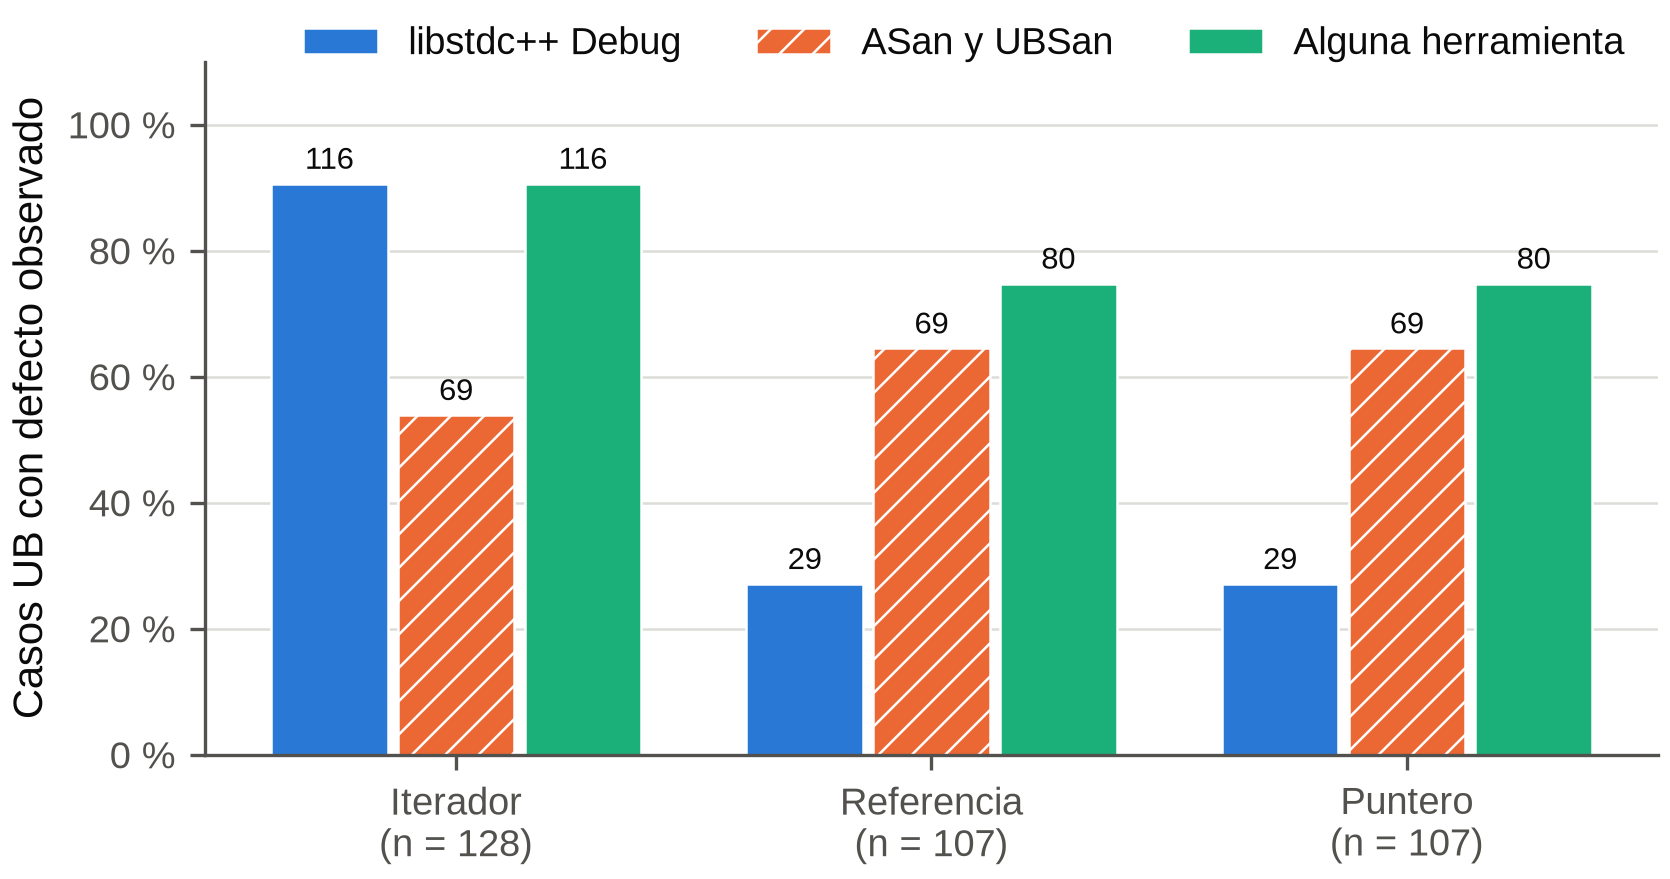 libstdc++ Debug
ASan y UBSan
Alguna herramienta
Casos UB con defecto observado
100 %
80 %
60 %
40 %
20 %
0 %
116
69
116
29
69
80
29
69
80
Iterador
(n = 128)
Referencia
(n = 107)
Puntero
(n = 107)